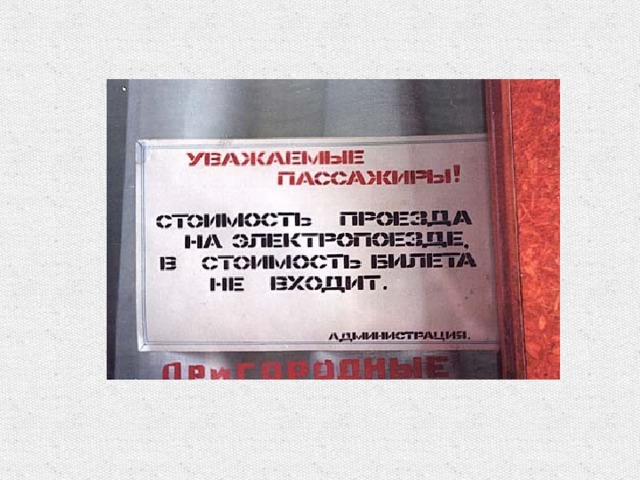 УВАЖАЕМЫЕ
ПАССАЖИРЫ!
СТОИМОСТЬ ПРОЕЗДА
НА ЭЛЕКТРОПОЕЗДЕ,
В СТОИМОСТЬ БИЛЕТА
НЕ ВХОДИТ.
АДМИНИСТРАЦИЯ.
ПРИГОРОДНЫЕ